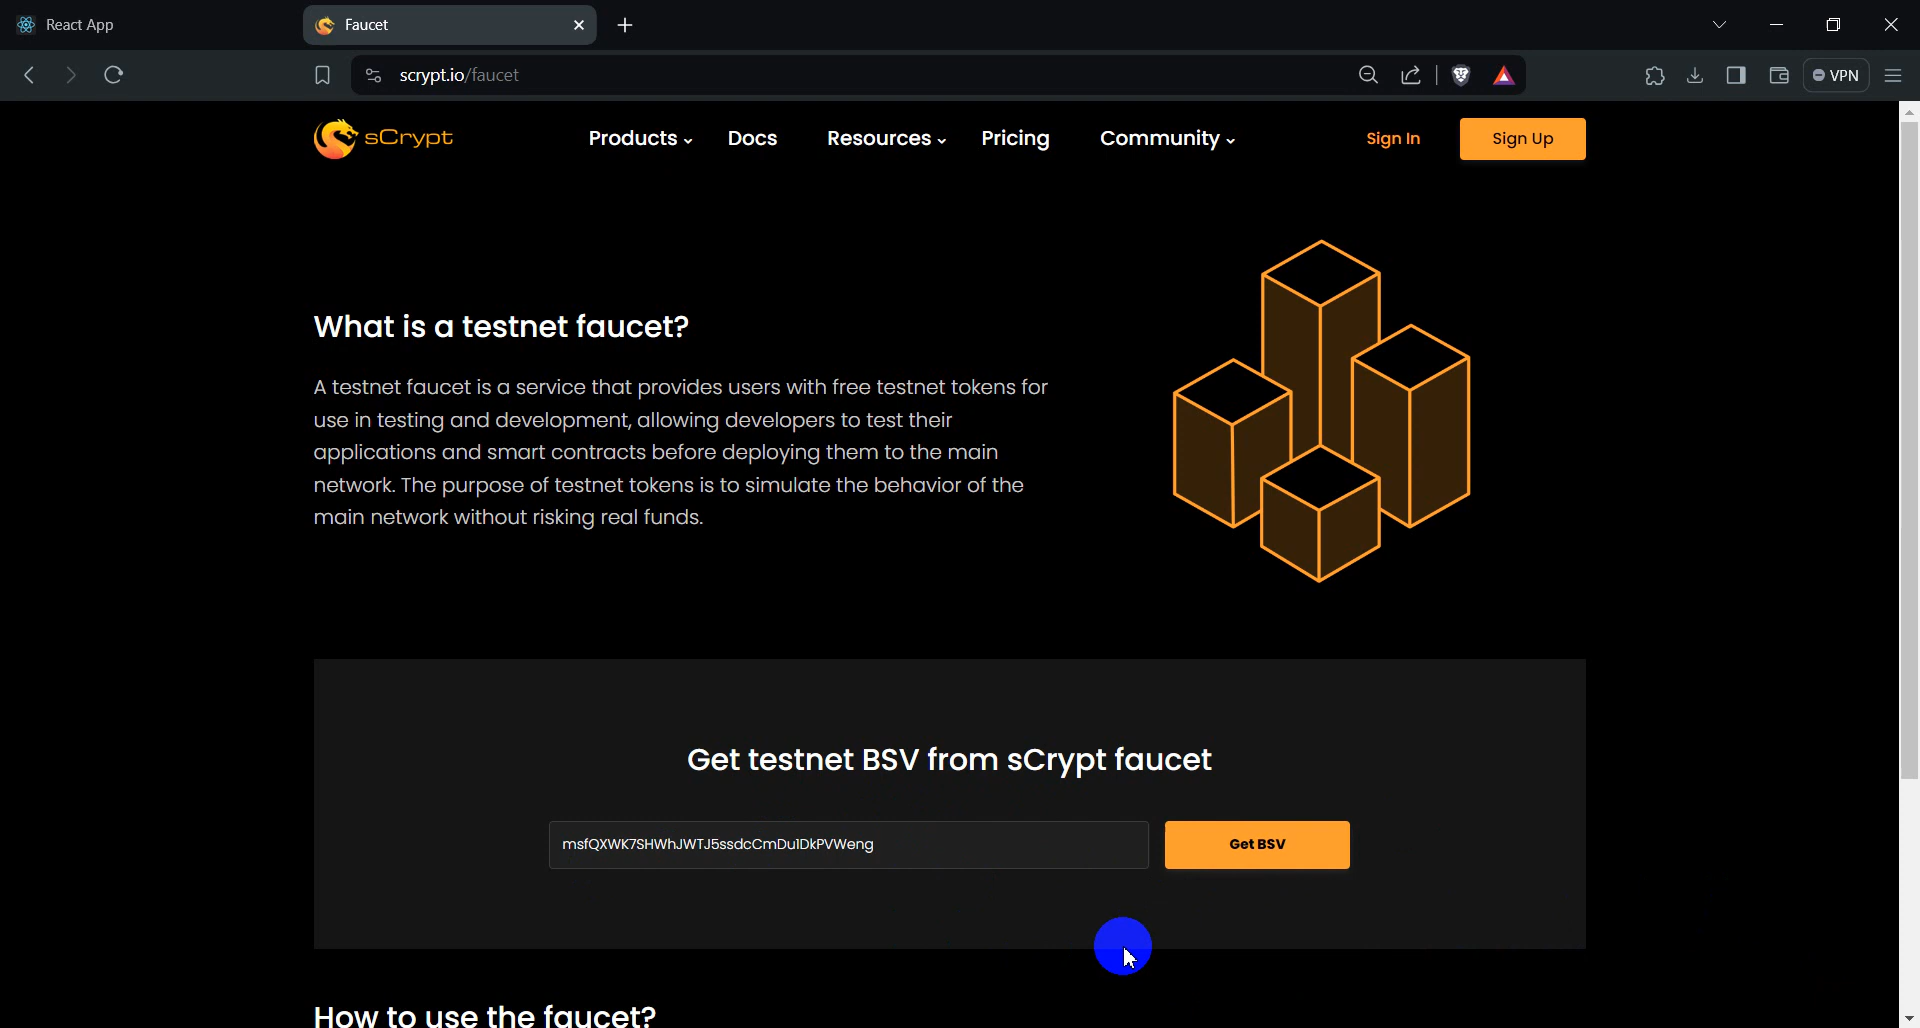 React App
Faucet
scrypt.io/faucet
VPN
sCrypt
Products
Docs
Resources
Pricing
Community
Sign In
Sign Up
What is a testnet faucet?
A testnet faucet is a service that provides users with free testnet tokens for
use in testing and development, allowing developers to test their
applications and smart contracts before deploying them to the main
network. The purpose of testnet tokens is to simulate the behavior of the
main network without risking real funds.
Get testnet BSV from sCrypt faucet
msfQXWK7SHWhJWTJ5ssdcCmDu1DkPVWeng
Get BSV
How to use the faucet?